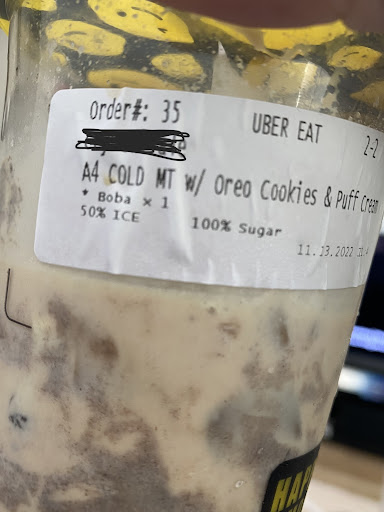 Order#: 35 UBER EAT 2-2
A4 COLD MT w/ Oreo Cookies & Puff Cream
* Boba x 1
50% ICE 100% Sugar
11.13.2022